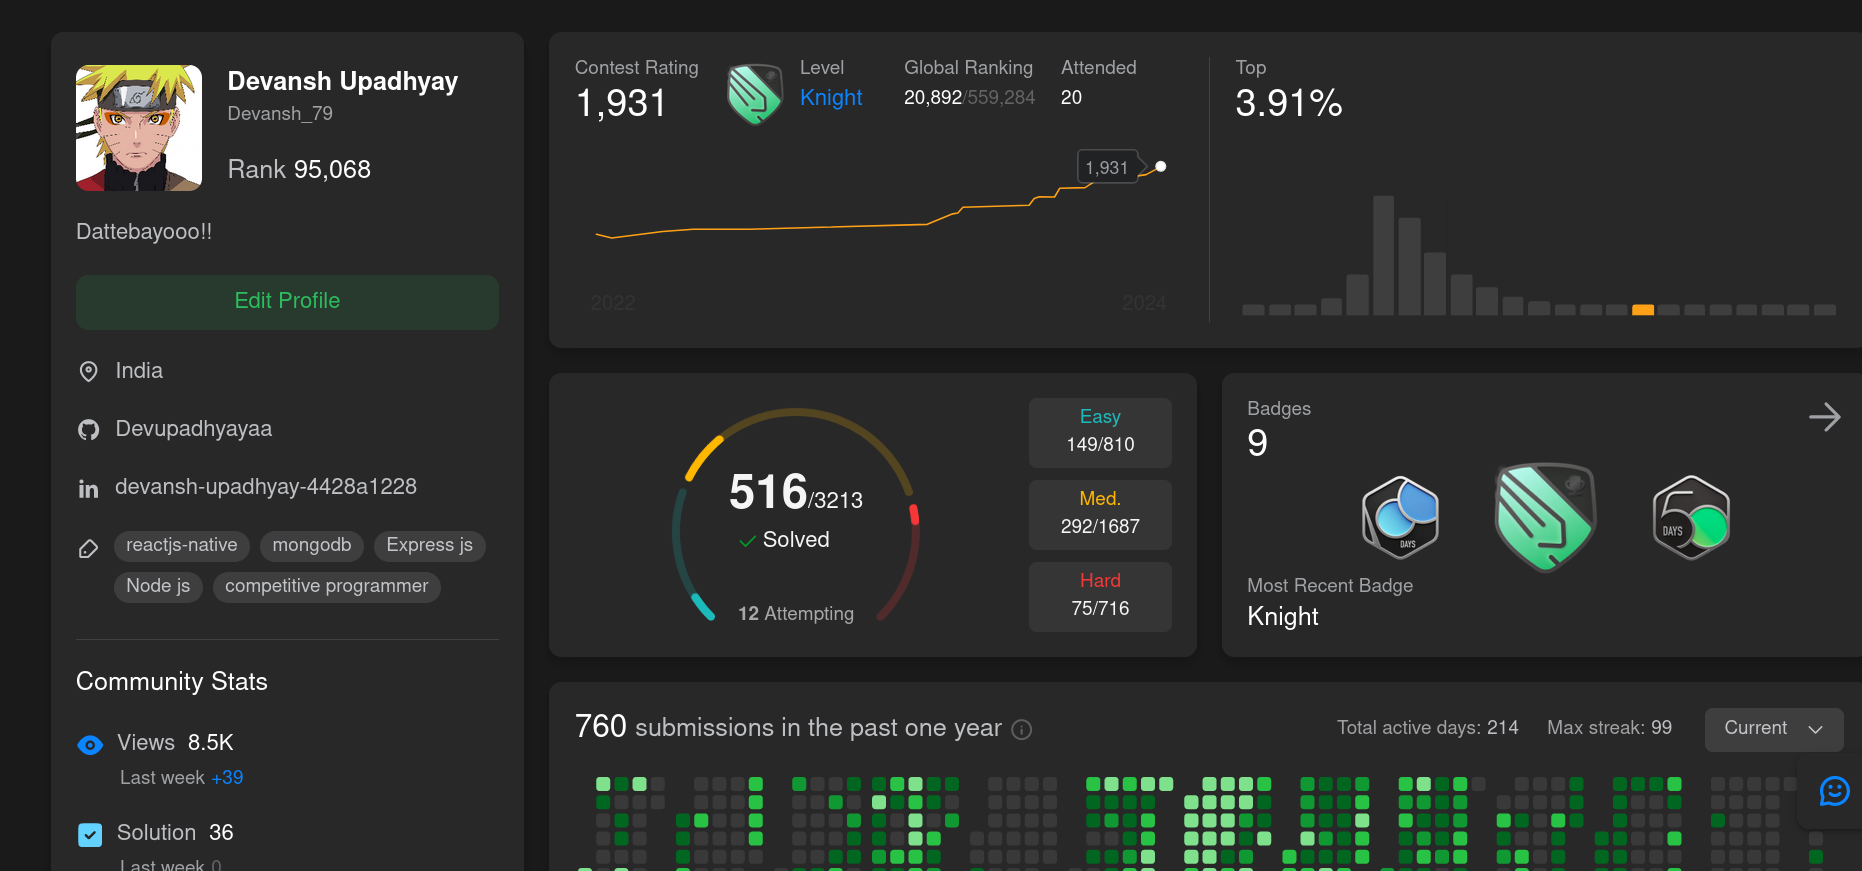 Devansh Upadhyay
Devansh_79
Rank 95,068
Dattebayooo!!
Edit Profile
India
Devupadhyayaa
devansh-upadhyay-4428a1228
reactjs-native mongodb Express js
Node js competitive programmer
Community Stats
Views 8.5K
Last week +39
Solution 36
Last week 0
Contest Rating
1,931
Level
Knight
Global Ranking
20,892/559,284
Attended
20
1,931
2022 2024
Top
3.91%
516/3213
Solved
12 Attempting
Easy
149/810
Med.
292/1687
Hard
75/716
Badges
9
DAYS
50
DAYS
Most Recent Badge
Knight
760 submissions in the past one year
Total active days: 214 Max streak: 99 Current